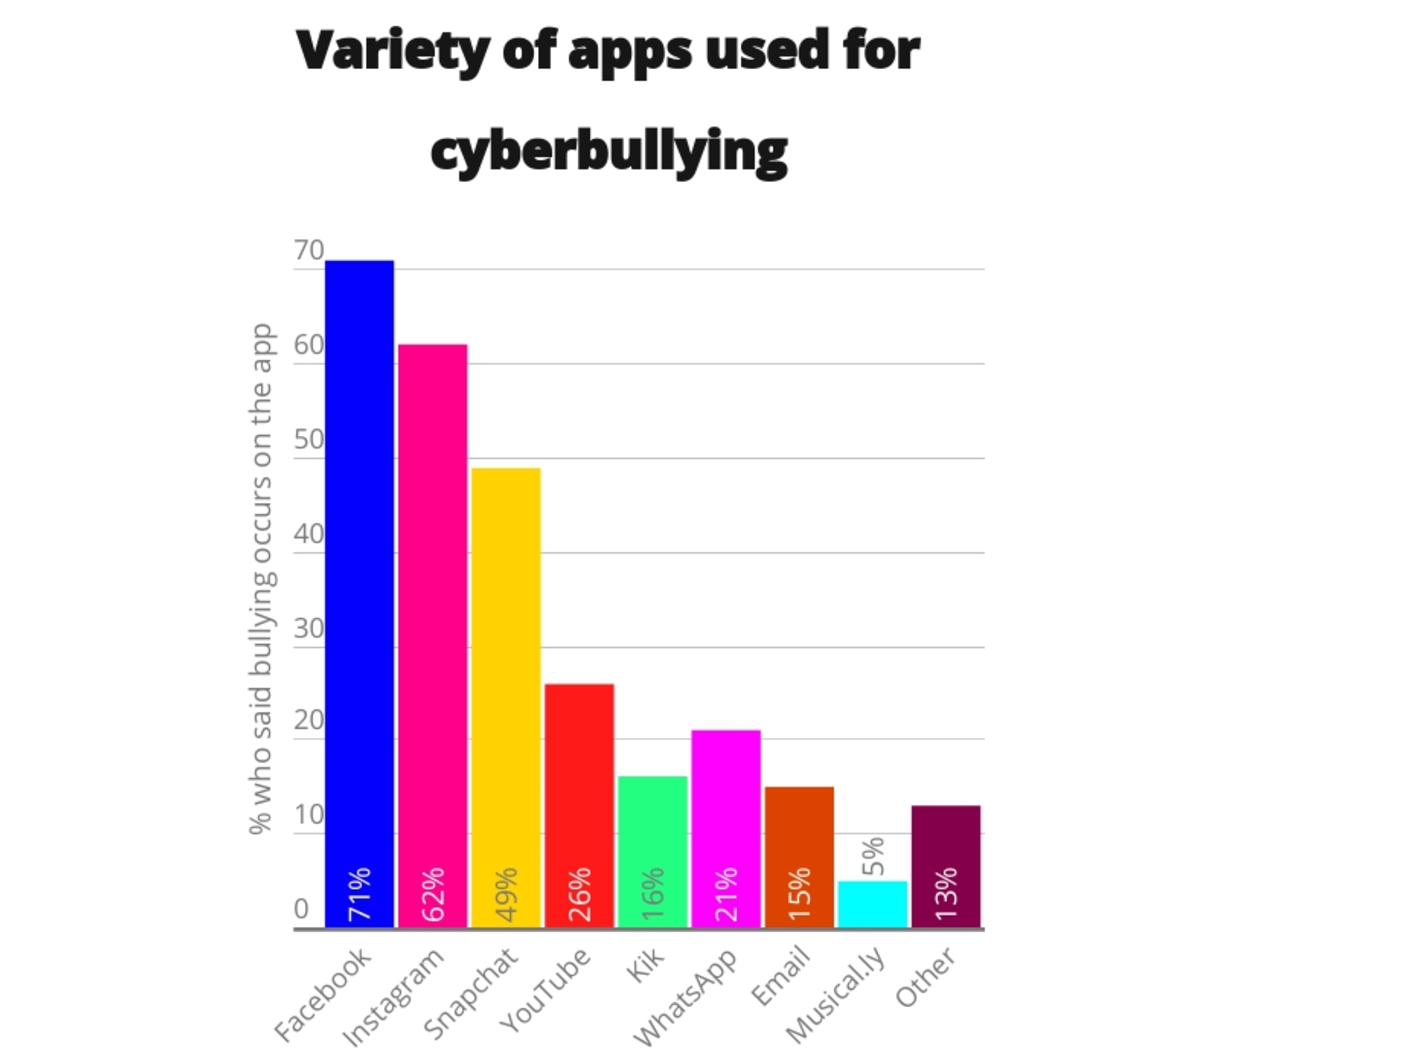 Variety of apps used for
cyberbullying
% who said bullying occurs on the app
70
60
50
40
30
20
10
0
71%
62%
49%
26%
16%
21%
15%
5%
13%
Facebook
Instagram
Snapchat
YouTube
Kik
WhatsApp
Email
Musical.ly
Other